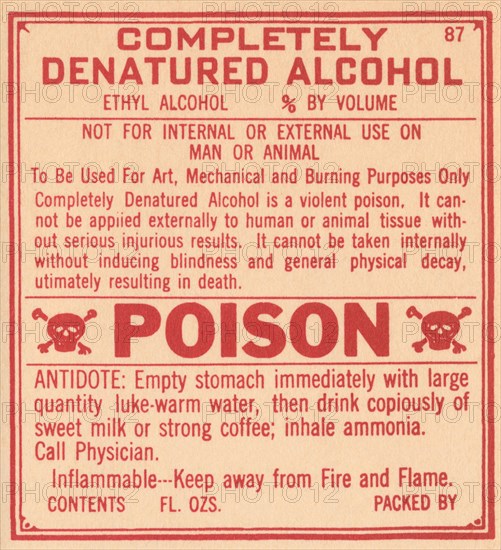 COMPLETELY 87
DENATURED ALCOHOL
ETHYL ALCOHOL % BY VOLUME
NOT FOR INTERNAL OR EXTERNAL USE ON
MAN OR ANIMAL
To Be Used For Art, Mechanical and Burning Purposes Only
Completely Denatured Alcohol is a violent poison. It can-
not be appiied externally to human or animal tissue with-
out serious injurious results. It cannot be taken internally
without inducing blindness and general physical decay,
utimately resulting in death.
POISON
ANTIDOTE: Empty stomach immediately with large
quantity luke-warm water, then drink copiously of
sweet milk or strong coffee; inhale ammonia.
Call Physician.
Inflammable---Keep away from Fire and Flame.
CONTENTS FL. OZS. PACKED BY